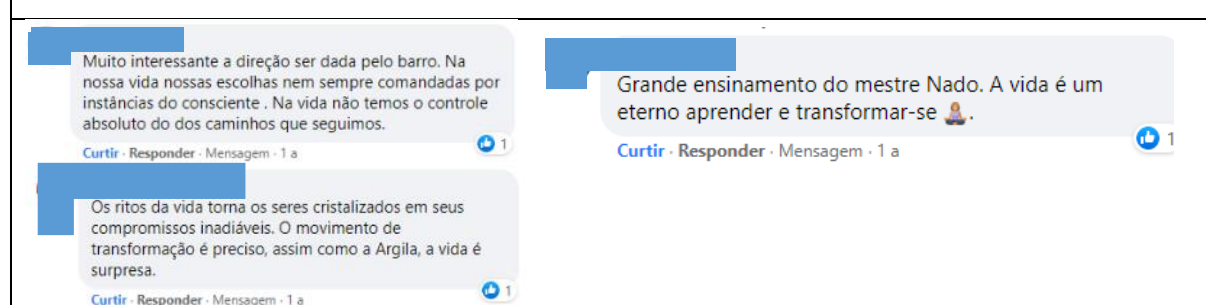 Muito interessante a direção ser dada pelo barro. Na
nossa vida nossas escolhas nem sempre comandadas por
instâncias do consciente . Na vida não temos o controle
absoluto do dos caminhos que seguimos.
Curtir · Responder · Mensagem · 1 a
1
Os ritos da vida torna os seres cristalizados em seus
compromissos inadiáveis. O movimento de
transformação é preciso, assim como a Argila, a vida é
surpresa.
Curtir · Responder · Mensagem · 1 a
1
Grande ensinamento do mestre Nado. A vida é um
eterno aprender e transformar-se 🧘🏼.
Curtir · Responder · Mensagem · 1 a
1